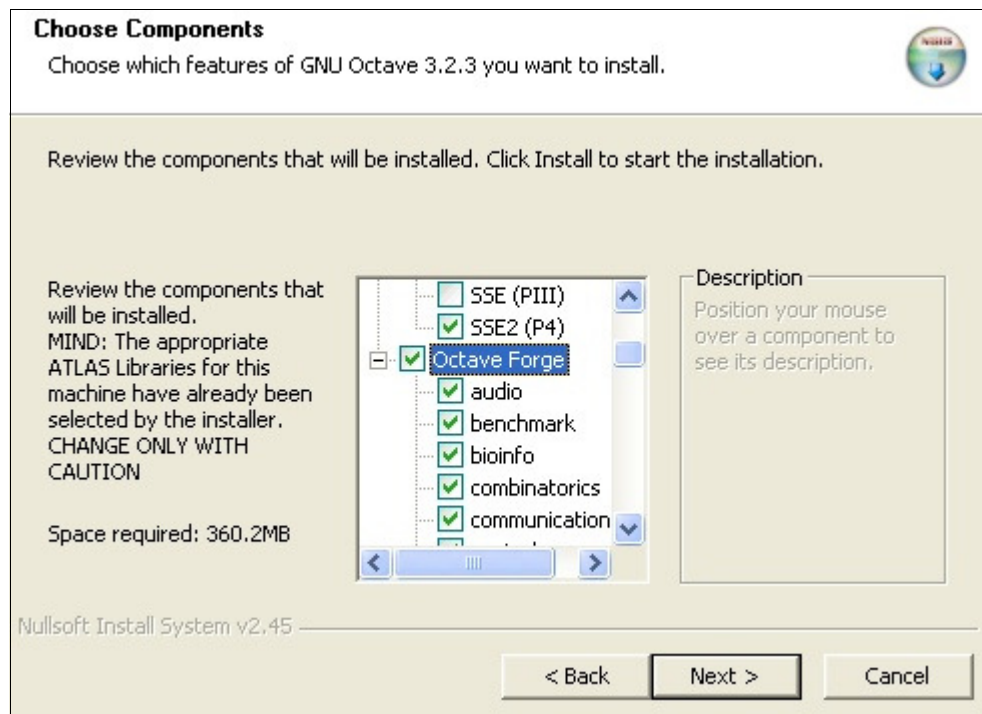 Choose Components
Choose which features of GNU Octave 3.2.3 you want to install.
Review the components that will be installed. Click Install to start the installation.
Review the components that
will be installed.
MIND: The appropriate
ATLAS Libraries for this
machine have already been
selected by the installer.
CHANGE ONLY WITH
CAUTION
Space required: 360.2MB
SSE (PIII)
SSE2 (P4)
Octave Forge
audio
benchmark
bioinfo
combinatorics
communication
Description
Position your mouse
over a component to
see its description.
Nullsoft Install System v2.45
< Back
Next >
Cancel